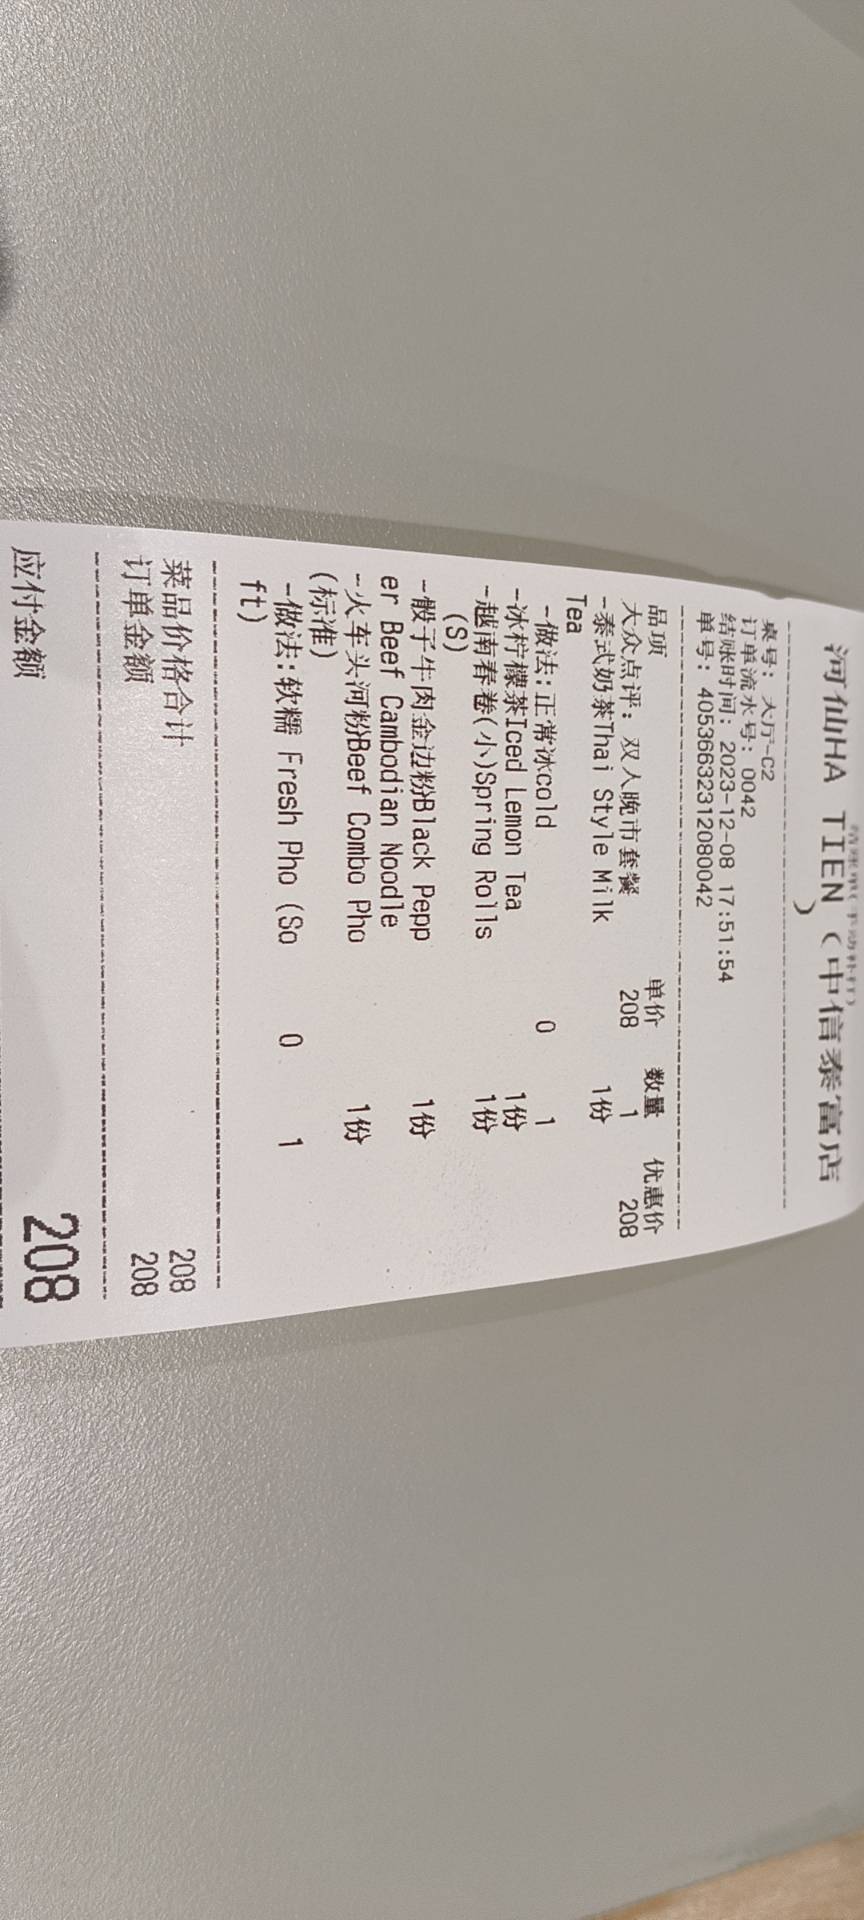 河仙HA TIEN (中信泰富店
)
桌号: 大厅-C2
订单流水号: 0042
结账时间: 2023-12-08 17:51:54
单号: 4053663231208 0042
品项 单价 数量 优惠价
大众点评: 双人晚市套餐 208 1 208
-泰式奶茶Thai Style Milk 1份
Tea
-做法:正常冰cold 0 1
-冰柠檬茶Iced Lemon Tea 1份
-越南春卷(小)Spring Rolls 1份
(S)
-骰子牛肉金边粉Black Pepp 1份
er Beef Cambodian Noodle
-火车头河粉Beef Combo Pho 1份
(标准)
-做法:软糯 Fresh Pho (So 0 1
ft)
菜品价格合计 208
订单金额 208
应付金额 208